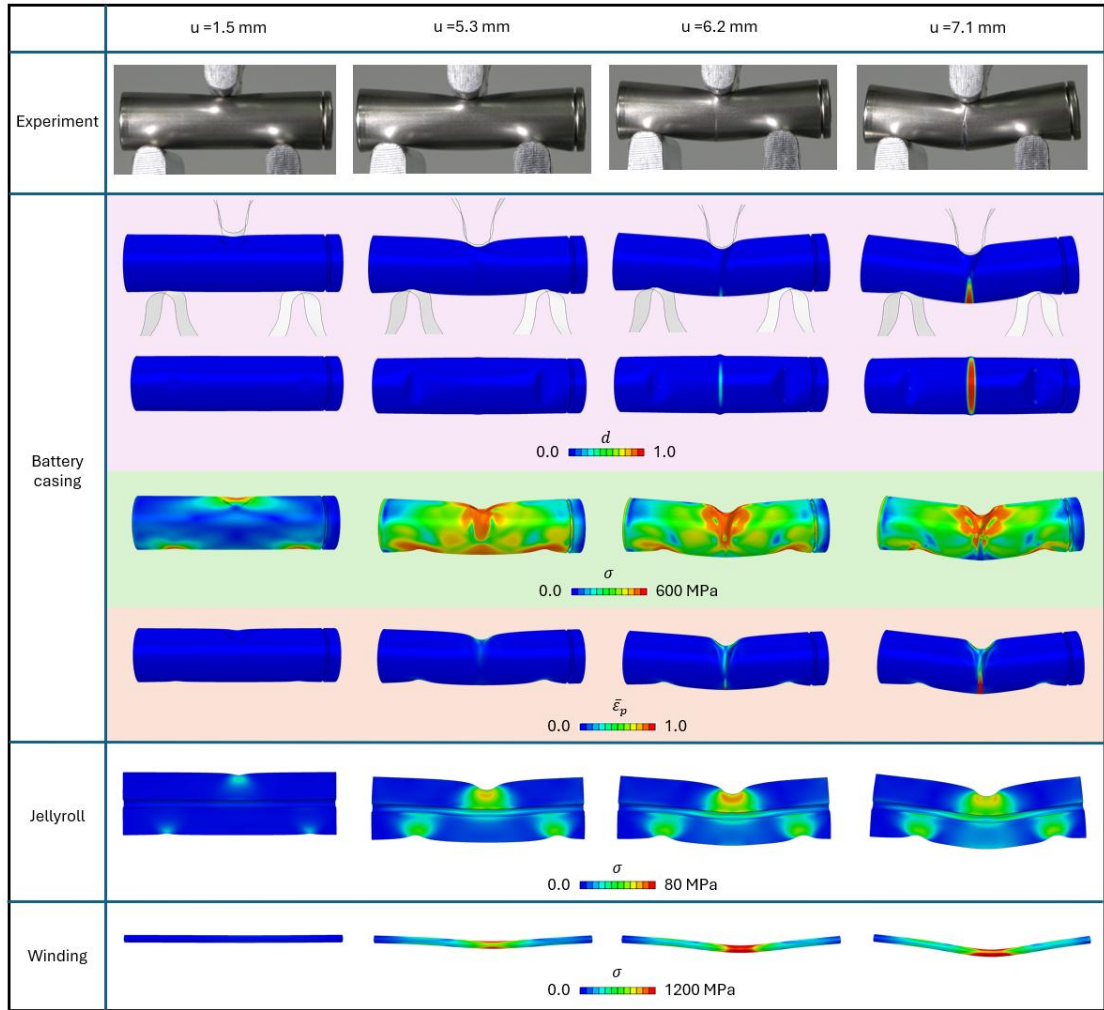 u =1.5 mm
u =5.3 mm
u =6.2 mm
u =7.1 mm
Experiment
Battery
casing
d
0.0 1.0
σ
0.0 600 MPa
ε̄ₚ
0.0 1.0
Jellyroll
σ
0.0 80 MPa
Winding
σ
0.0 1200 MPa